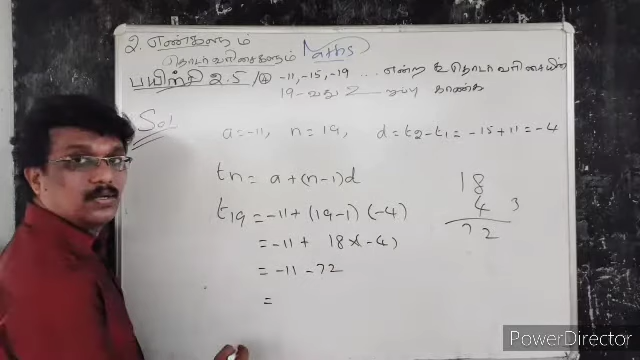 2. எண்களும்
தொடர்வரிசைகளும் Maths
பயிற்சி 2.5 / ④ -11, -15, -19 ... என்ற கூட்டுத்தொடர் வரிசையின்
19-வது உறுப்பு காண்க
Sol
a = -11, n = 19, d = t2 - t1 = -15 + 11 = -4
tn = a + (n-1)d
t19 = -11 + (19-1) (-4)
= -11 + 18 × (-4)
= -11 - 72
=
18
4 3
72
PowerDirector